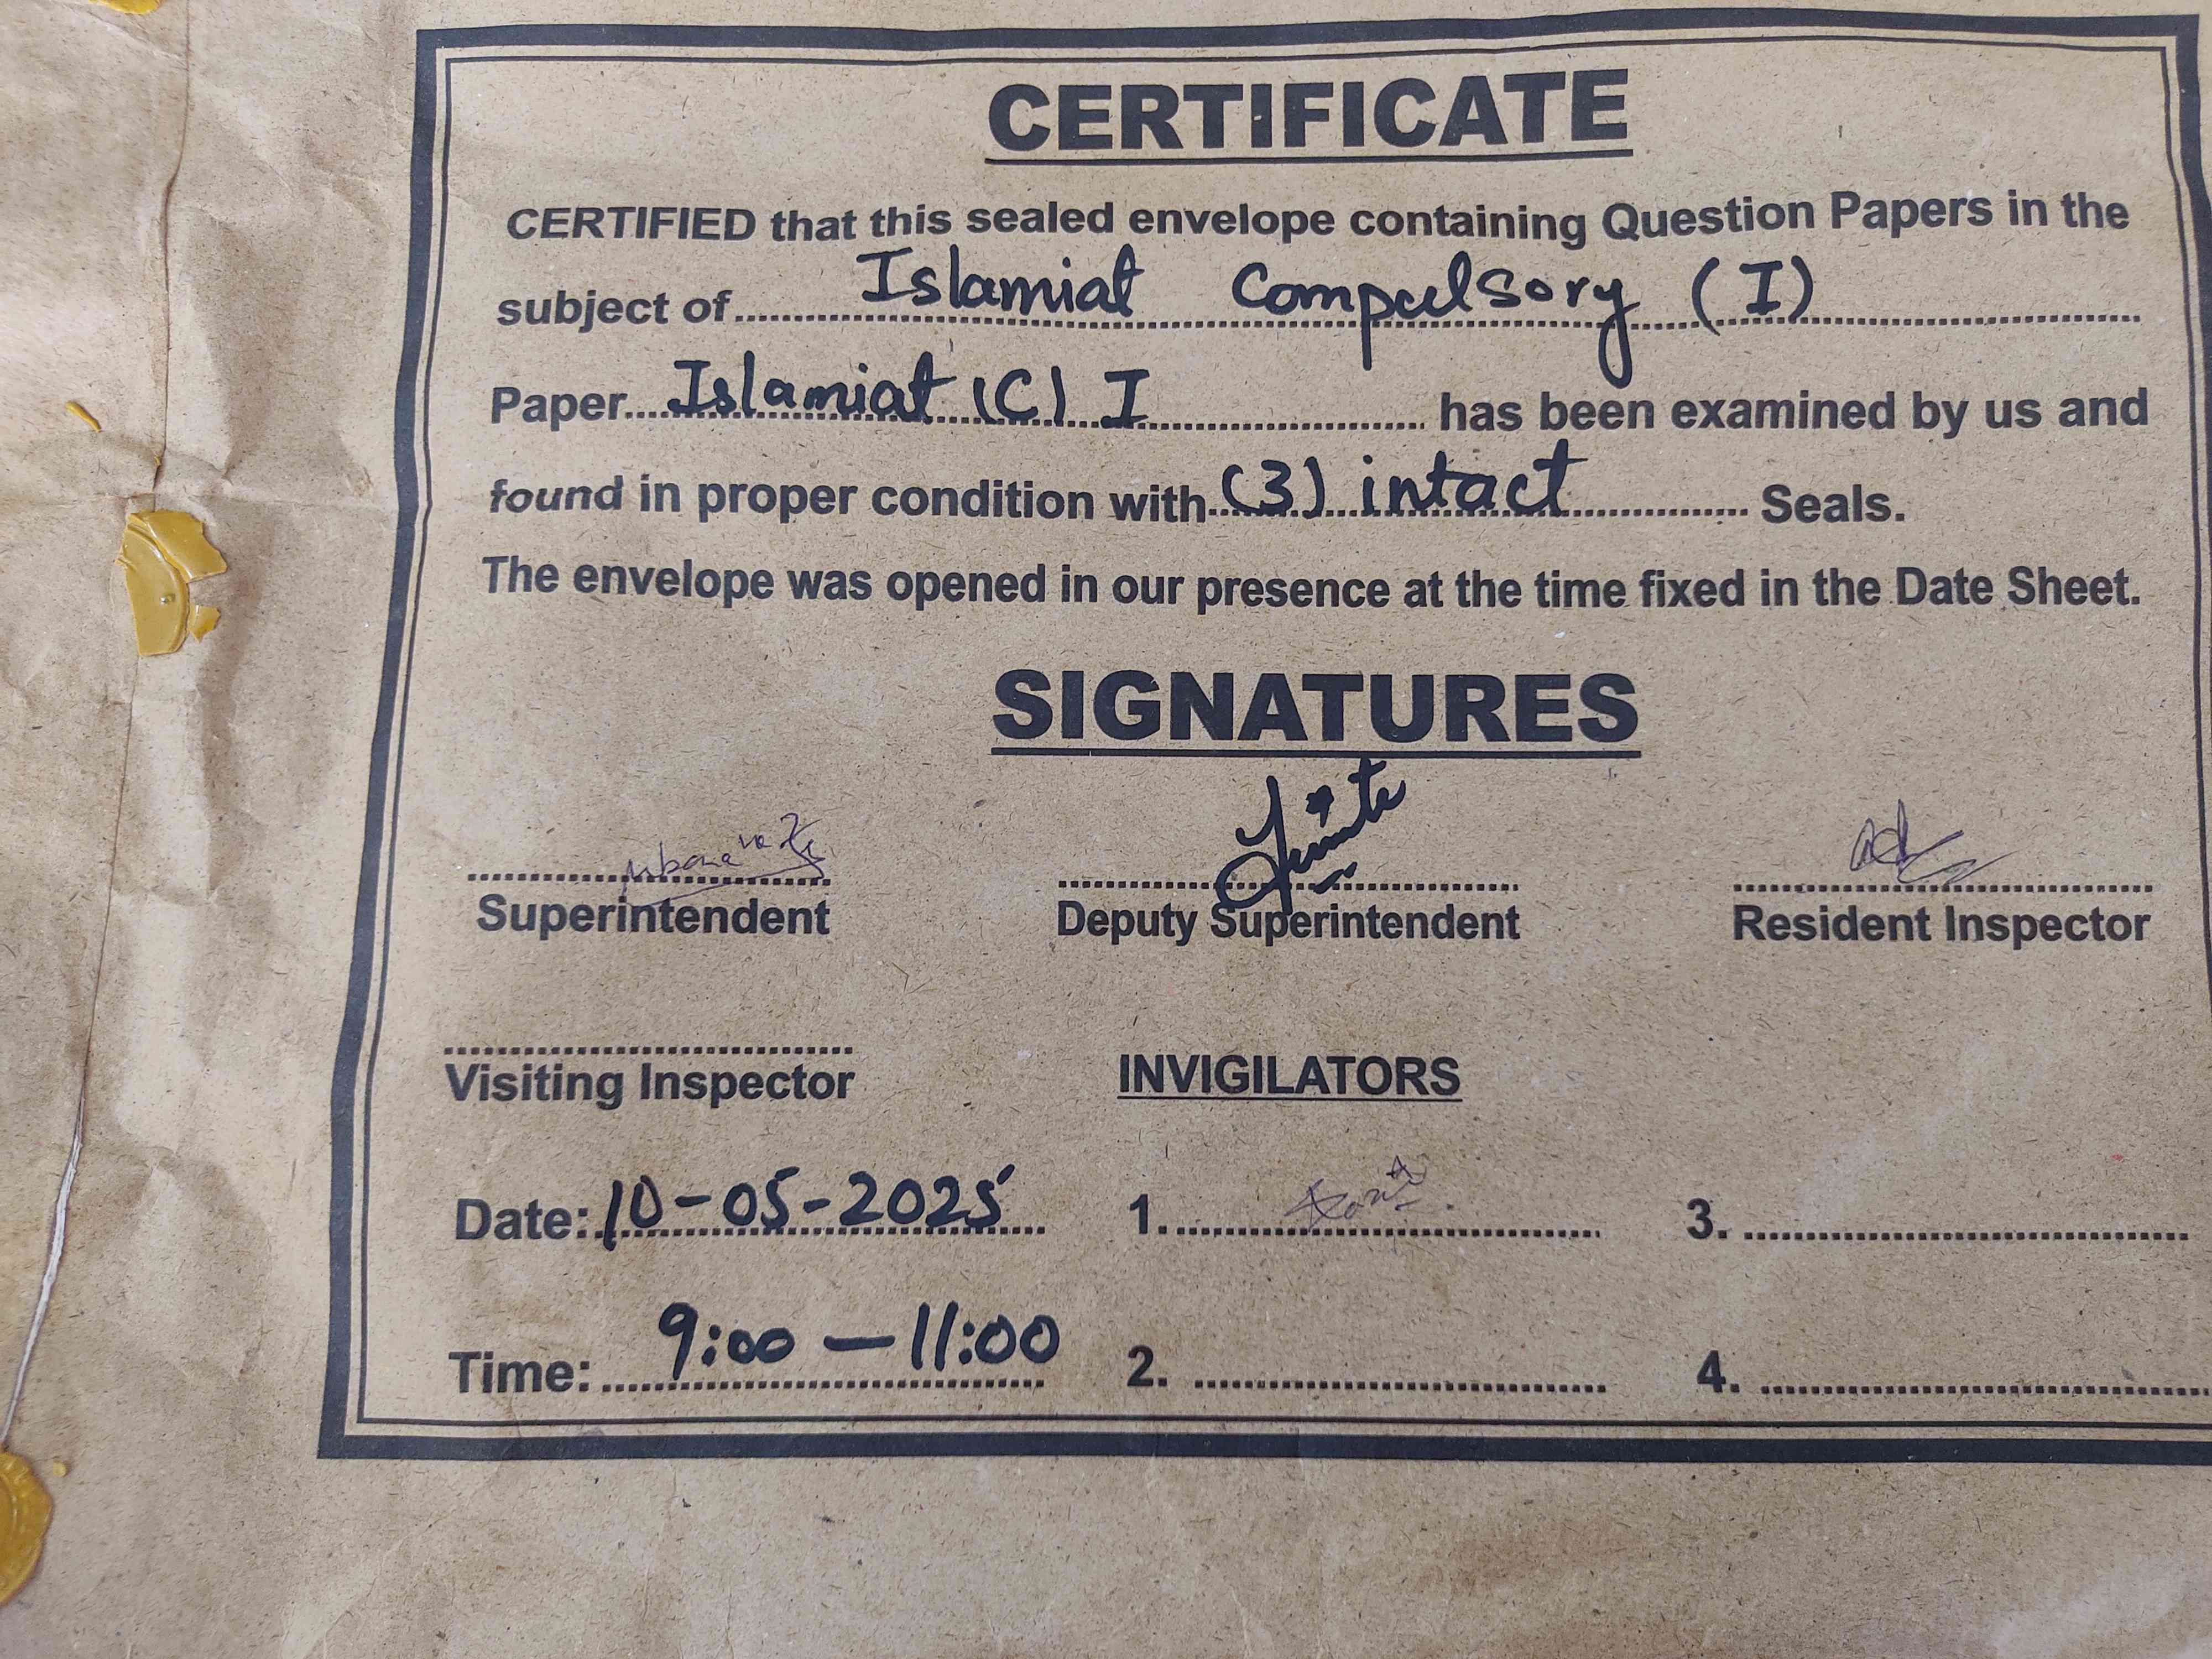 CERTIFICATE
CERTIFIED that this sealed envelope containing Question Papers in the
subject of Islamiat Compulsory (I)
Paper Islamiat (C) I has been examined by us and
found in proper condition with (3) intact Seals.
The envelope was opened in our presence at the time fixed in the Date Sheet.
SIGNATURES
Superintendent Deputy Superintendent Resident Inspector
Visiting Inspector INVIGILATORS
Date: 10-05-2025 1. 3.
Time: 9:00 - 11:00 2. 4.